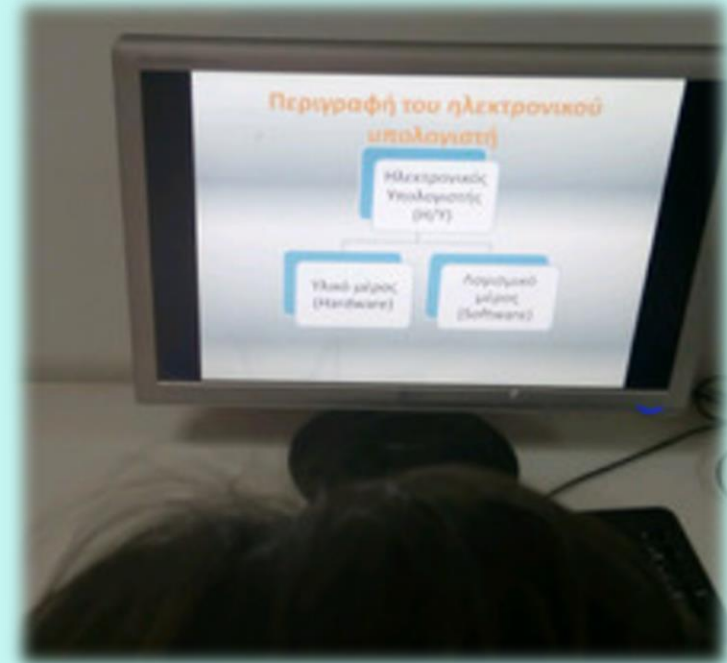 Περιγραφή του ηλεκτρονικού
υπολογιστή
Ηλεκτρονικός
Υπολογιστής
(Η/Υ)
Υλικό μέρος
(Hardware)
Λογισμικό
μέρος
(Software)